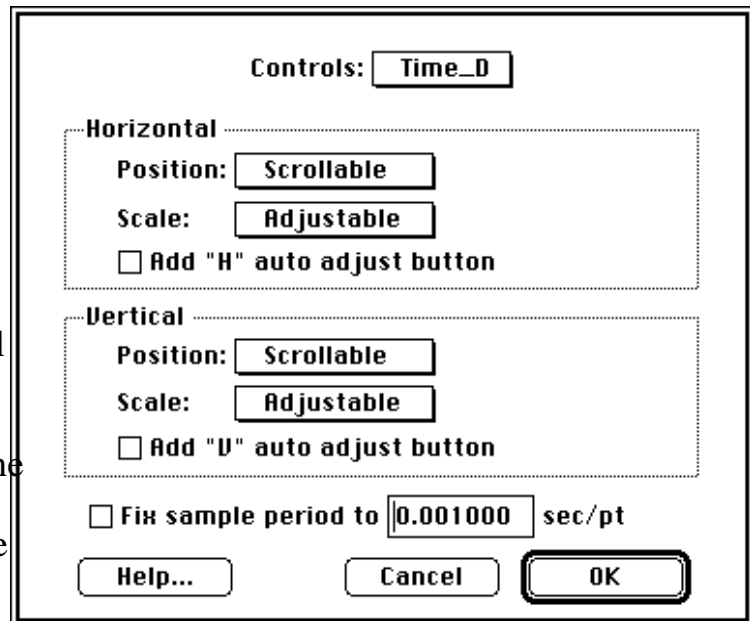 Controls: Time_D
Horizontal
Position: Scrollable
Scale: Adjustable
Add "H" auto adjust button
Vertical
Position: Scrollable
Scale: Adjustable
Add "V" auto adjust button
Fix sample period to 0.001000 sec/pt
Help... Cancel OK